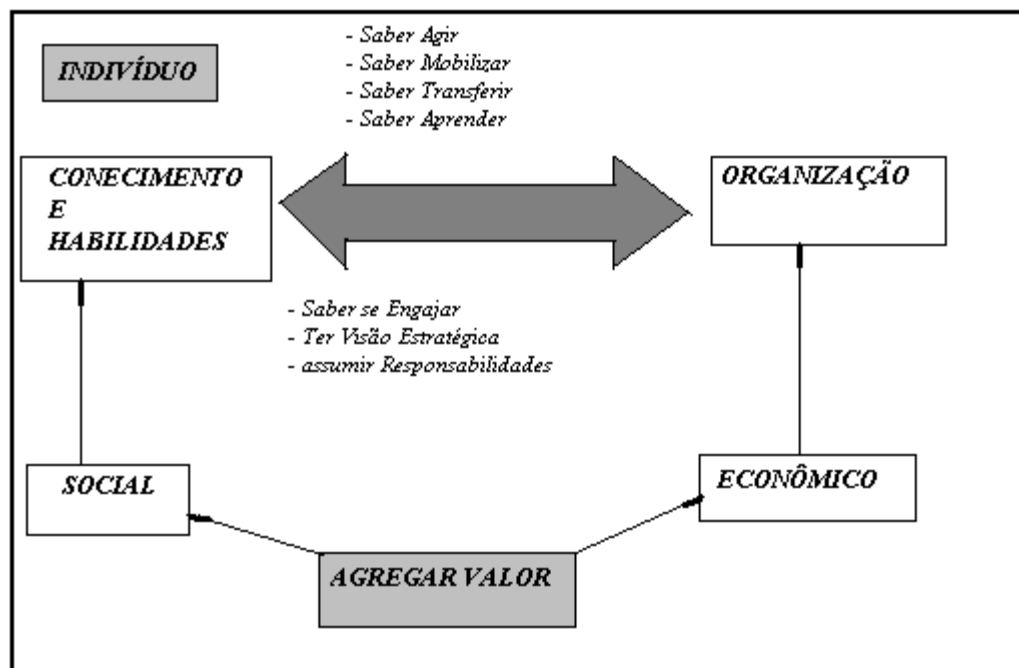 INDIVÍDUO
- Saber Agir
- Saber Mobilizar
- Saber Transferir
- Saber Aprender
CONECIMENTO
E
HABILIDADES
ORGANIZAÇÃO
- Saber se Engajar
- Ter Visão Estratégica
- assumir Responsabilidades
SOCIAL
ECONÔMICO
AGREGAR VALOR